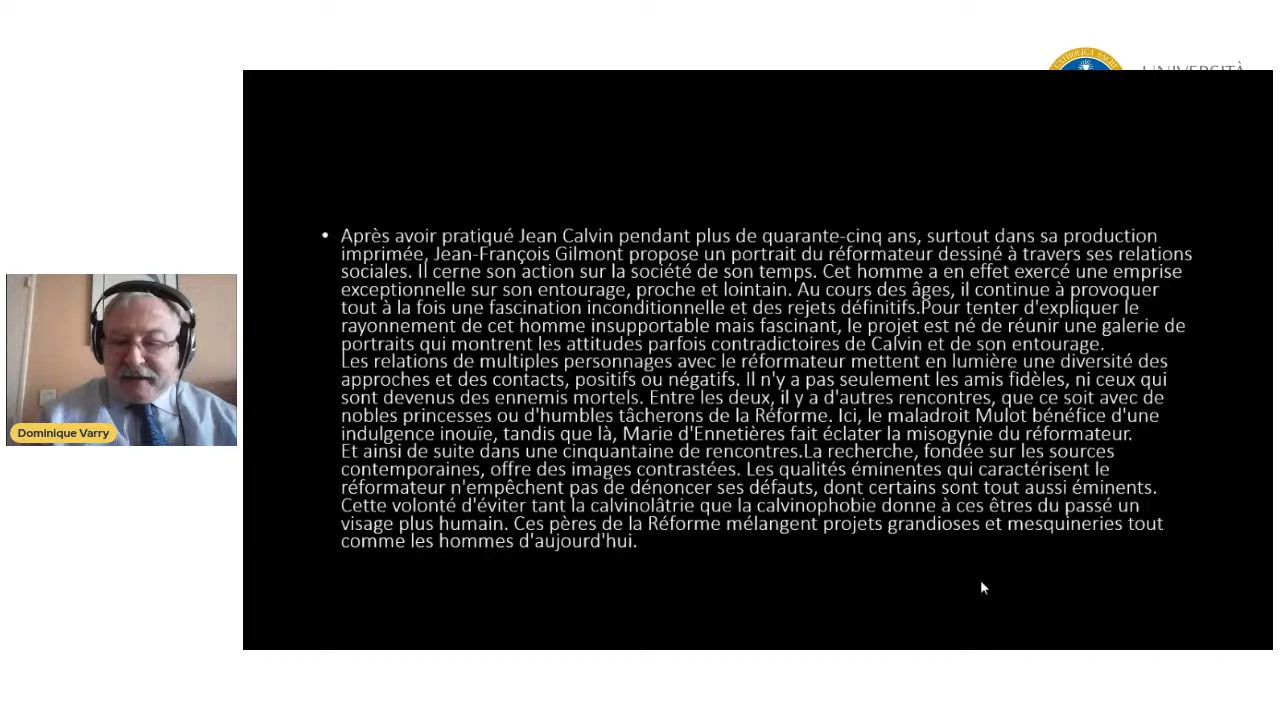 CATHOLICA SACRI
UNIVERSITÀ
• Après avoir pratiqué Jean Calvin pendant plus de quarante-cinq ans, surtout dans sa production
imprimée, Jean-François Gilmont propose un portrait du réformateur dessiné à travers ses relations
sociales. Il cerne son action sur la société de son temps. Cet homme a en effet exercé une emprise
exceptionnelle sur son entourage, proche et lointain. Au cours des âges, il continue à provoquer
tout à la fois une fascination inconditionnelle et des rejets définitifs.Pour tenter d'expliquer le
rayonnement de cet homme insupportable mais fascinant, le projet est né de réunir une galerie de
portraits qui montrent les attitudes parfois contradictoires de Calvin et de son entourage.
Les relations de multiples personnages avec le réformateur mettent en lumière une diversité des
approches et des contacts, positifs ou négatifs. Il n'y a pas seulement les amis fidèles, ni ceux qui
sont devenus des ennemis mortels. Entre les deux, il y a d'autres rencontres, que ce soit avec de
nobles princesses ou d'humbles tâcherons de la Réforme. Ici, le maladroit Mulot bénéfice d'une
indulgence inouïe, tandis que là, Marie d'Ennetières fait éclater la misogynie du réformateur.
Et ainsi de suite dans une cinquantaine de rencontres.La recherche, fondée sur les sources
contemporaines, offre des images contrastées. Les qualités éminentes qui caractérisent le
réformateur n'empêchent pas de dénoncer ses défauts, dont certains sont tout aussi éminents.
Cette volonté d'éviter tant la calvinolâtrie que la calvinophobie donne à ces êtres du passé un
visage plus humain. Ces pères de la Réforme mélangent projets grandioses et mesquineries tout
comme les hommes d'aujourd'hui.
Dominique Varry